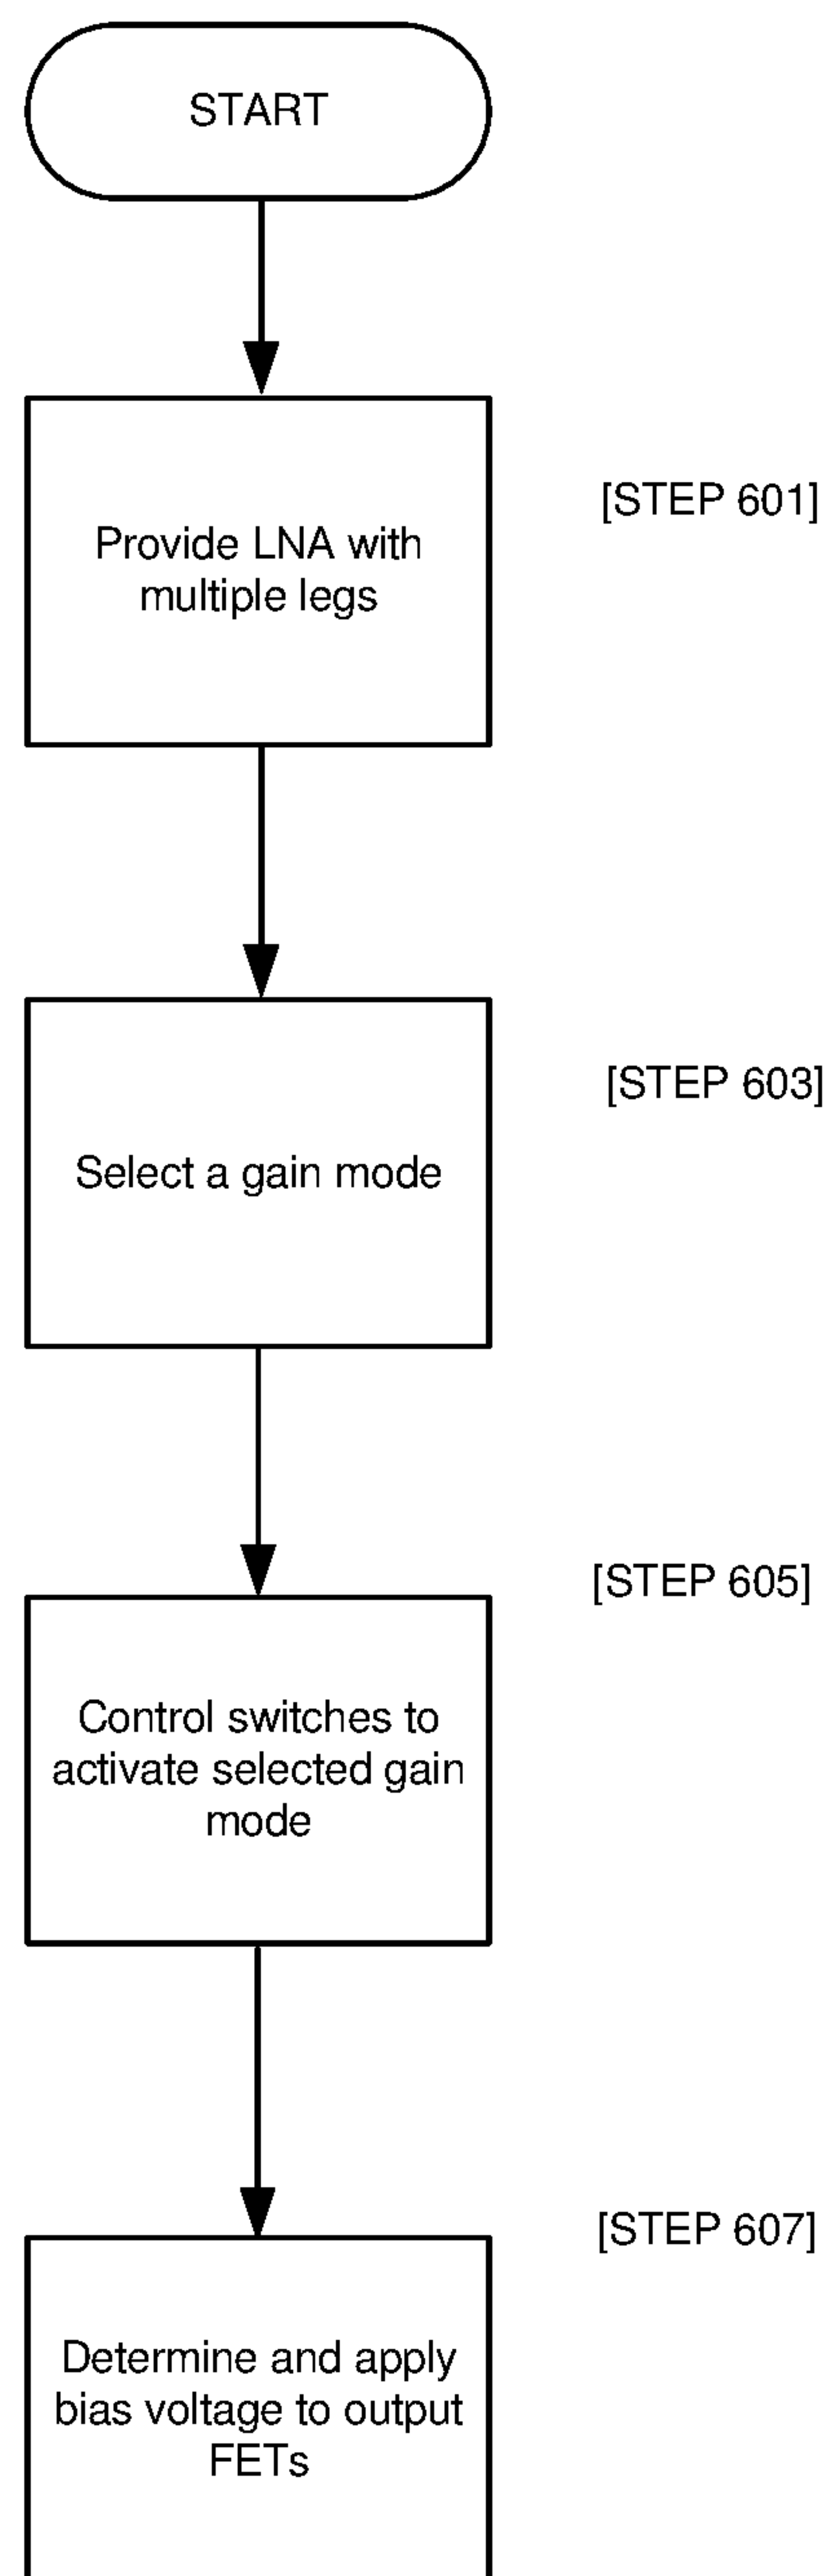 START
[STEP 601]
Provide LNA with
multiple legs
[STEP 603]
Select a gain mode
[STEP 605]
Control switches to
activate selected gain
mode
[STEP 607]
Determine and apply
bias voltage to output
FETs